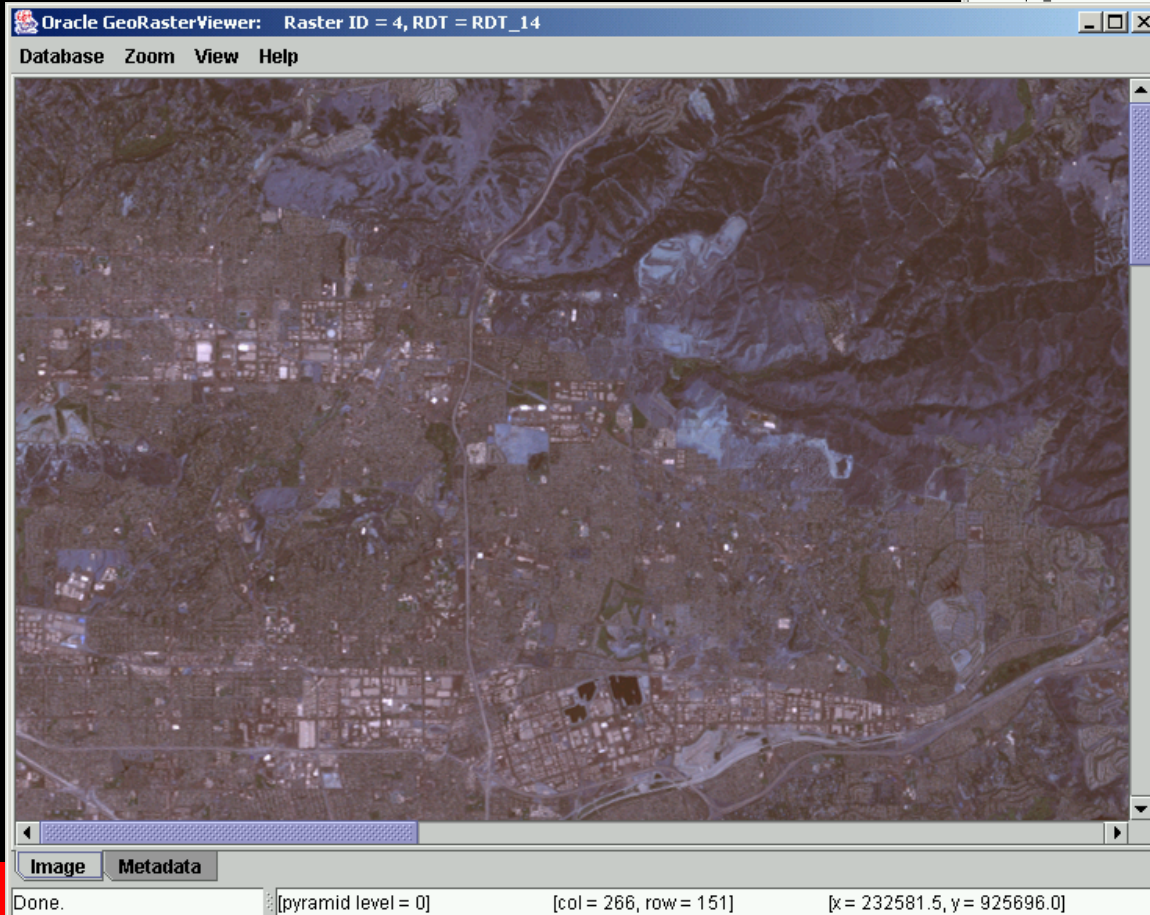 Oracle GeoRasterViewer: Raster ID = 4, RDT = RDT_14
Database Zoom View Help
Image Metadata
Done. [pyramid level = 0] [col = 266, row = 151] [x = 232581.5, y = 925696.0]